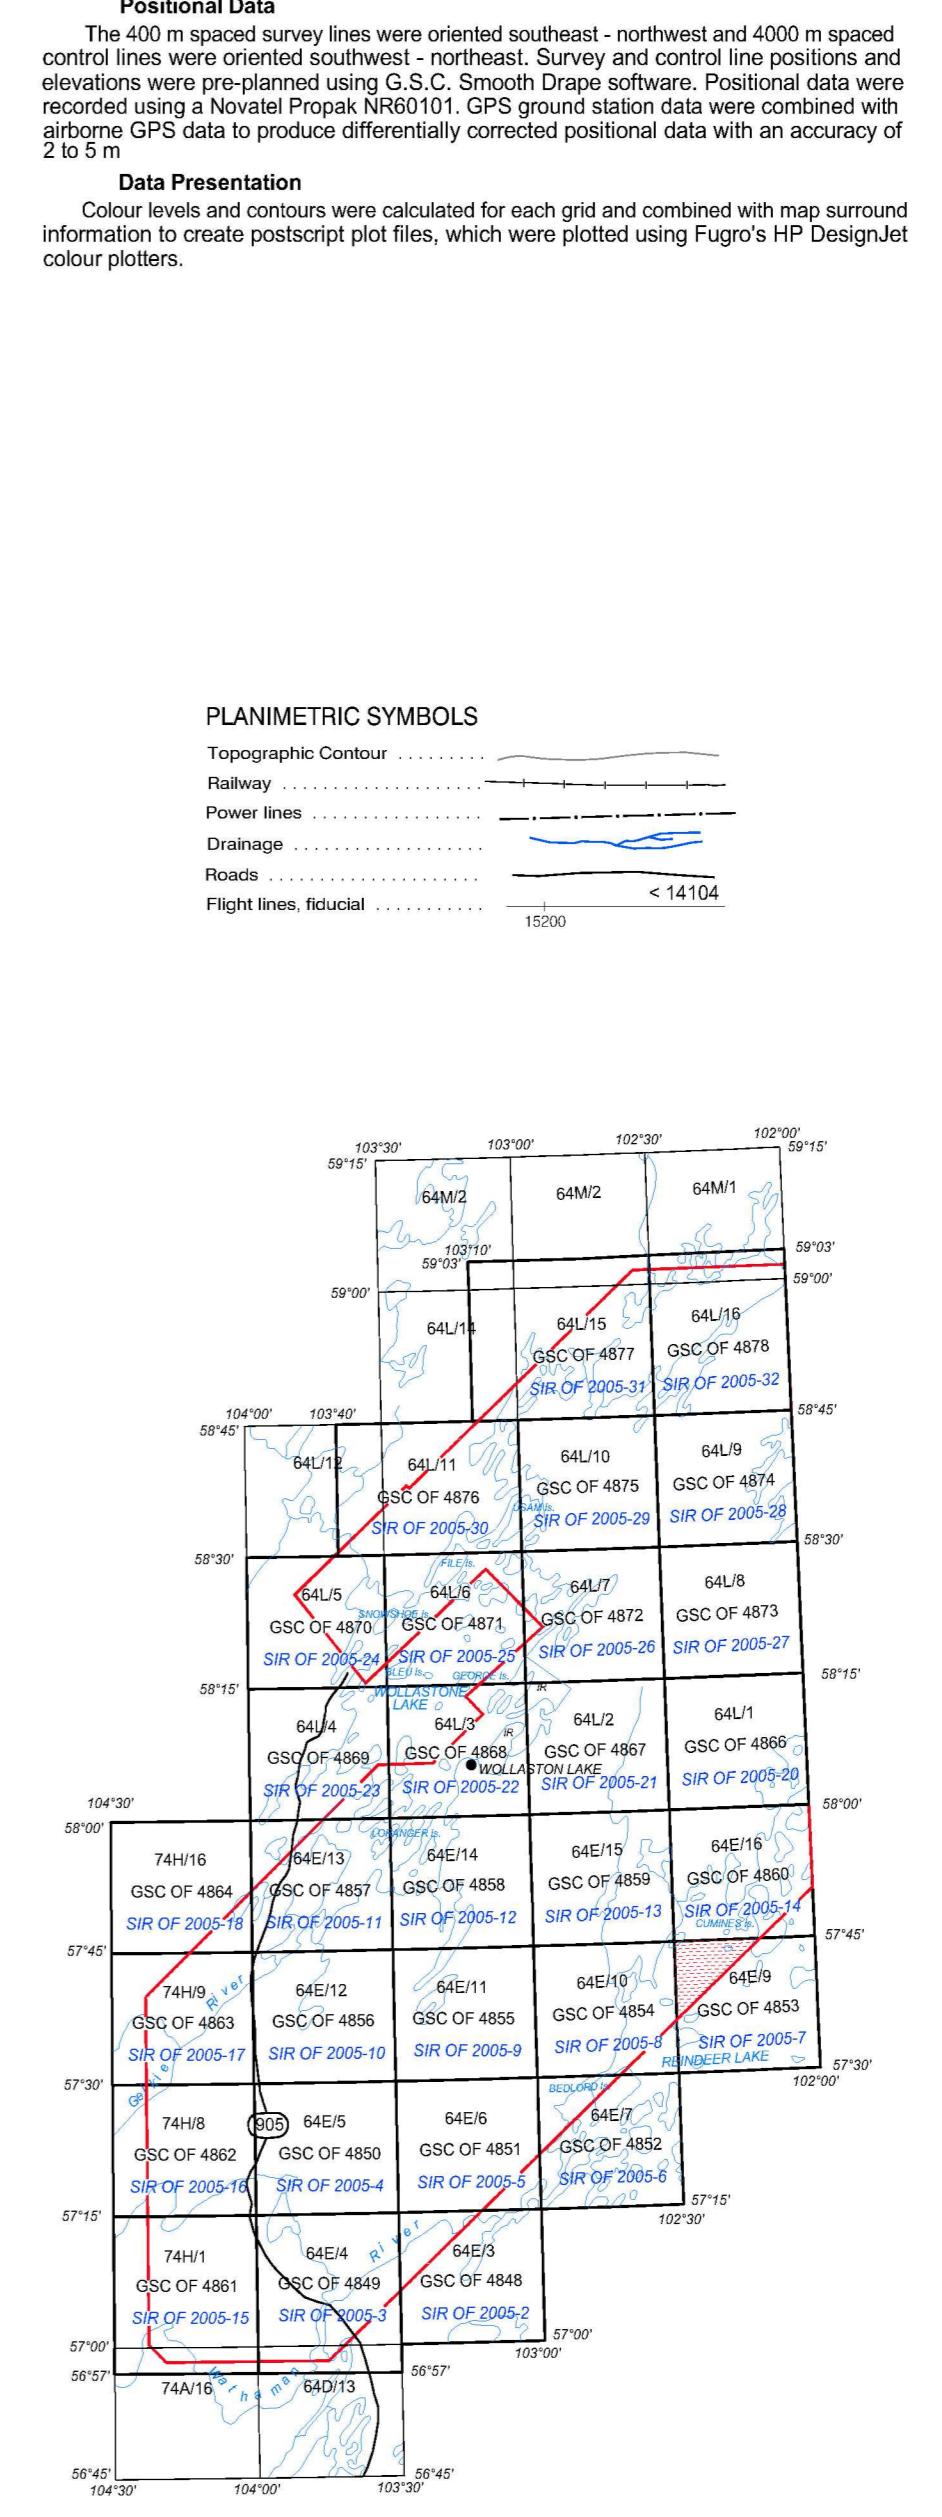 Positional Data
The 400 m spaced survey lines were oriented southeast - northwest and 4000 m spaced
control lines were oriented southwest - northeast. Survey and control line positions and
elevations were pre-planned using G.S.C. Smooth Drape software. Positional data were
recorded using a Novatel Propak NR60101. GPS ground station data were combined with
airborne GPS data to produce differentially corrected positional data with an accuracy of
2 to 5 m
Data Presentation
Colour levels and contours were calculated for each grid and combined with map surround
information to create postscript plot files, which were plotted using Fugro's HP DesignJet
colour plotters.
PLANIMETRIC SYMBOLS
Topographic Contour .........
Railway ....................
Power lines .................
Drainage ...................
Roads .....................
< 14104
Flight lines, fiducial ...........
15200
103°30' 103°00' 102°30' 102°00'
59°15' 59°15'
64M/2 64M/2 64M/1
103°10'
59°03' 59°03'
59°00' 59°00'
64L/14 64L/15 64L/16
GSC OF 4877 GSC OF 4878
SIR OF 2005-31 SIR OF 2005-32
104°00' 103°40'
58°45' 58°45'
64L/12 64L/11 64L/10 64L/9
GSC OF 4876 GSC OF 4875 GSC OF 4874
USAM Is.
SIR OF 2005-30 SIR OF 2005-29 SIR OF 2005-28
58°30' 58°30'
FILE Is.
64L/5 64L/6 64L/7 64L/8
SNOWSHOE Is.
GSC OF 4870 GSC OF 4871 GSC OF 4872 GSC OF 4873
SIR OF 2005-24 SIR OF 2005-25 SIR OF 2005-26 SIR OF 2005-27
BLEU Is. GEORGE Is.
58°15' 58°15'
WOLLASTONE
LAKE
IR
64L/4 64L/3 64L/2 64L/1
IR
GSC OF 4869 GSC OF 4868 GSC OF 4867 GSC OF 4866
WOLLASTON LAKE
SIR OF 2005-23 SIR OF 2005-22 SIR OF 2005-21 SIR OF 2005-20
104°30'
58°00' 58°00'
LORANGER Is.
74H/16 64E/13 64E/14 64E/15 64E/16
GSC OF 4864 GSC OF 4857 GSC OF 4858 GSC OF 4859 GSC OF 4860
SIR OF 2005-18 SIR OF 2005-11 SIR OF 2005-12 SIR OF 2005-13 SIR OF 2005-14
CUMINES Is.
57°45' 57°45'
74H/9 64E/12 64E/11 64E/10 64E/9
River
GSC OF 4863 GSC OF 4856 GSC OF 4855 GSC OF 4854 GSC OF 4853
SIR OF 2005-17 SIR OF 2005-10 SIR OF 2005-9 SIR OF 2005-8 SIR OF 2005-7
REINDEER LAKE
Geikie
57°30' 57°30'
102°00'
BEDFORD Is.
74H/8 905 64E/5 64E/6 64E/7
GSC OF 4862 GSC OF 4850 GSC OF 4851 GSC OF 4852
SIR OF 2005-16 SIR OF 2005-4 SIR OF 2005-5 SIR OF 2005-6
57°15' 57°15'
102°30'
River
74H/1 64E/4 64E/3
GSC OF 4861 GSC OF 4849 GSC OF 4848
SIR OF 2005-15 SIR OF 2005-3 SIR OF 2005-2
57°00' 57°00'
103°00'
56°57' 56°57'
Wathaman
74A/16 64D/13
56°45' 56°45'
104°30' 104°00' 103°30'